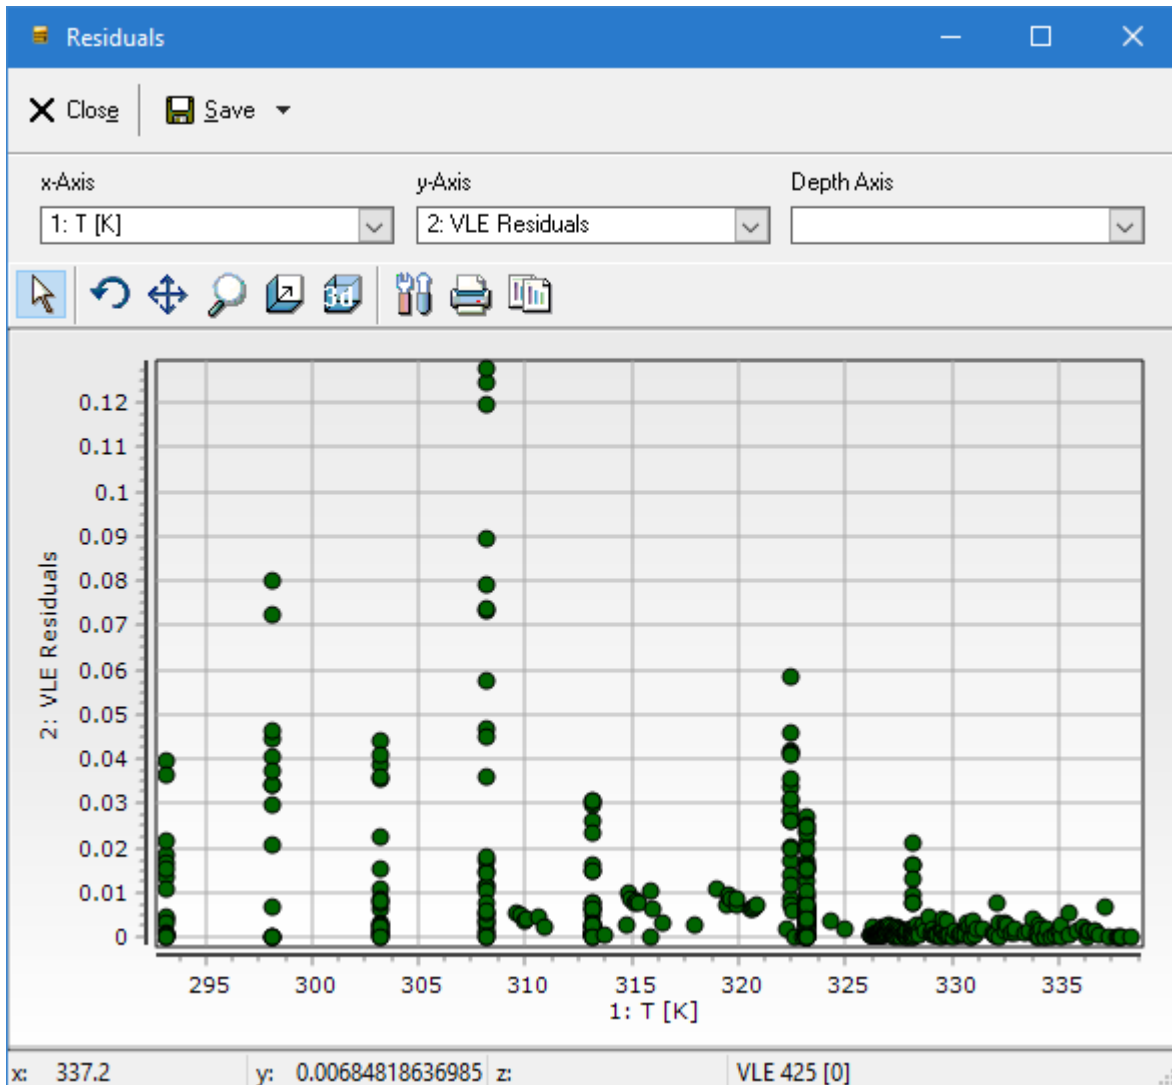 Residuals
Close Save
x-Axis y-Axis Depth Axis
1: T [K] 2: VLE Residuals
3d
0.12
0.11
0.1
0.09
0.08
0.07
0.06
0.05
0.04
0.03
0.02
0.01
0
2: VLE Residuals
295 300 305 310 315 320 325 330 335
1: T [K]
x: 337.2 y: 0.00684818636985 z: VLE 425 [0]